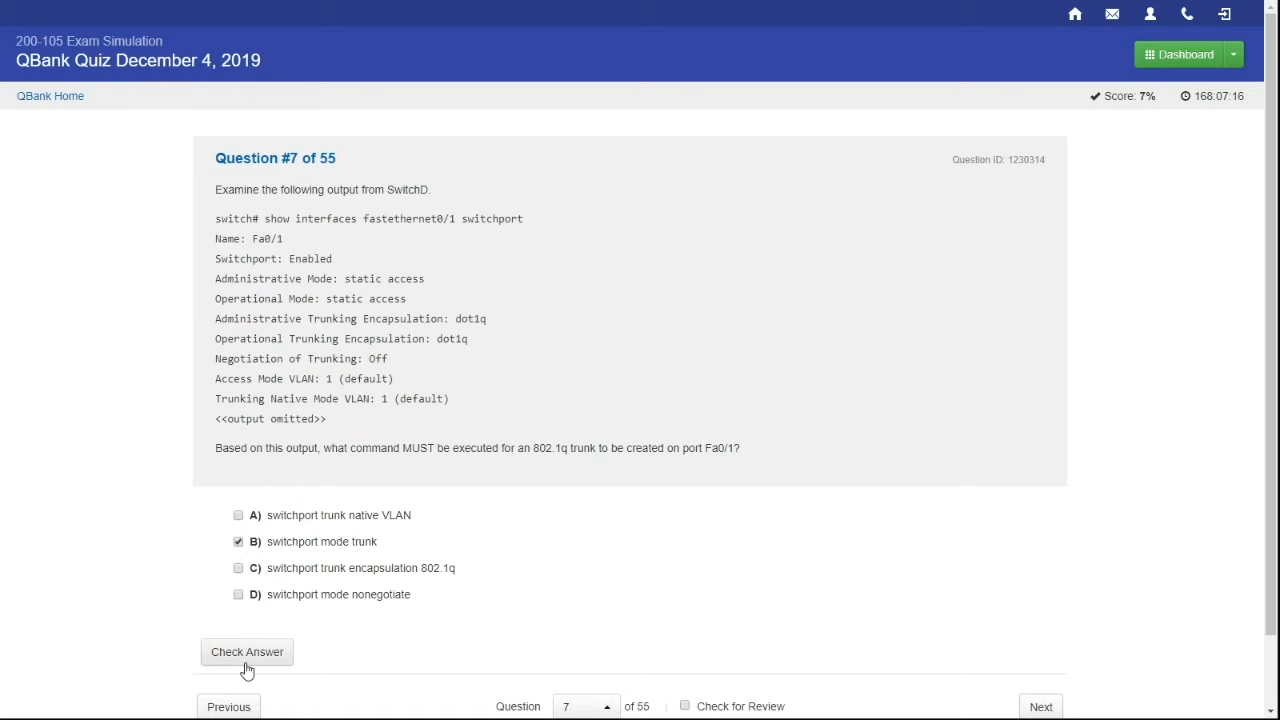 200-105 Exam Simulation
QBank Quiz December 4, 2019
Dashboard
QBank Home
Score: 7%
168:07:16
Question #7 of 55
Question ID: 1230314
Examine the following output from SwitchD.
switch# show interfaces fastethernet0/1 switchport
Name: Fa0/1
Switchport: Enabled
Administrative Mode: static access
Operational Mode: static access
Administrative Trunking Encapsulation: dot1q
Operational Trunking Encapsulation: dot1q
Negotiation of Trunking: Off
Access Mode VLAN: 1 (default)
Trunking Native Mode VLAN: 1 (default)
<<output omitted>>
Based on this output, what command MUST be executed for an 802.1q trunk to be created on port Fa0/1?
A) switchport trunk native VLAN
B) switchport mode trunk
C) switchport trunk encapsulation 802.1q
D) switchport mode nonegotiate
Check Answer
Previous
Question 7 of 55
Check for Review
Next